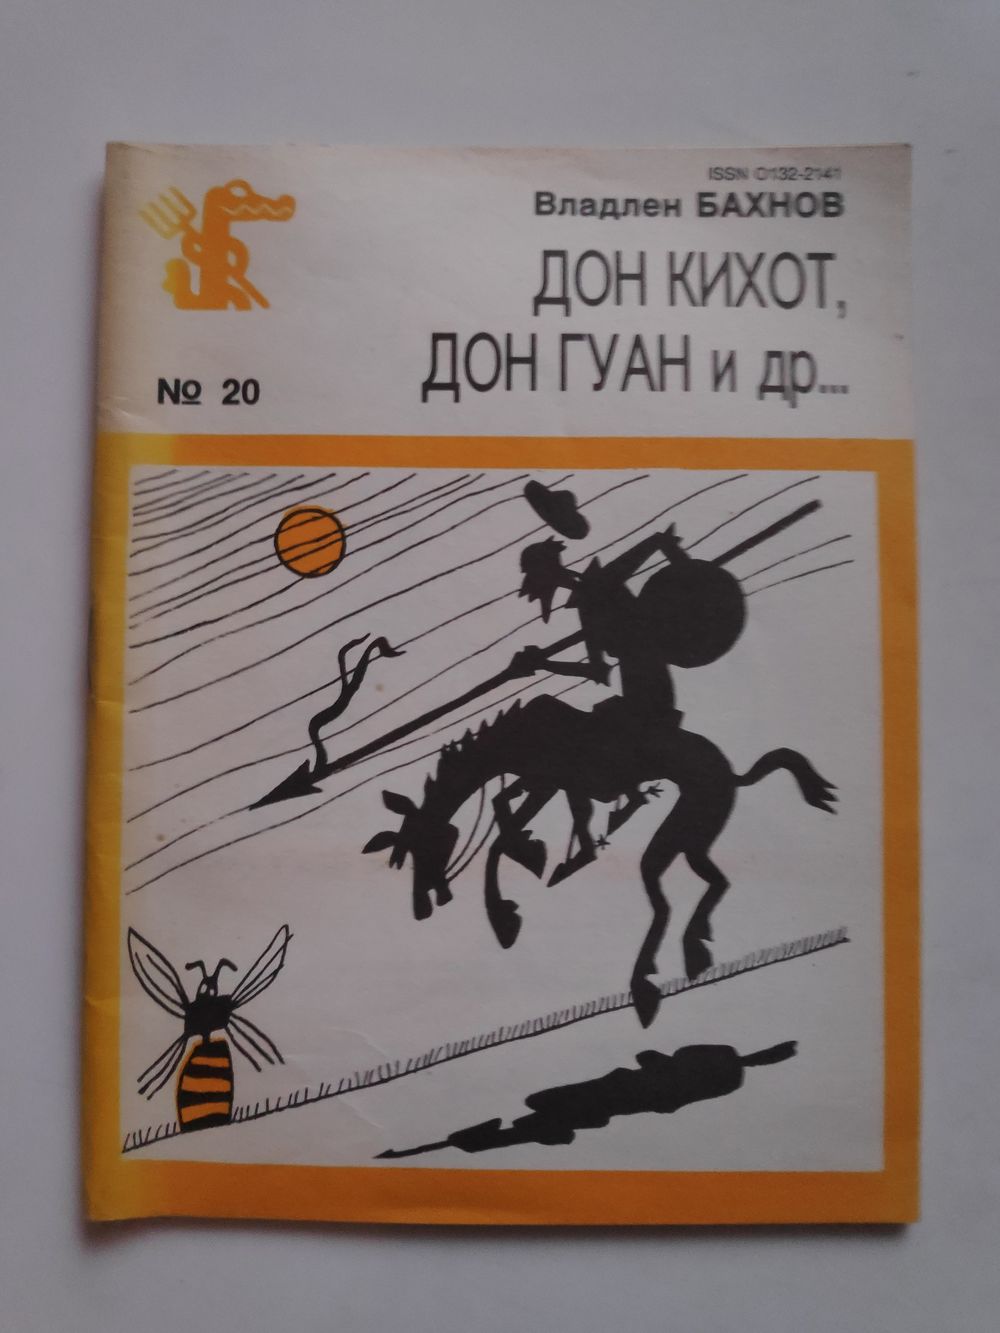 ISSN 0132-2141
Владлен БАХНОВ
ДОН КИХОТ,
ДОН ГУАН и др...
№ 20